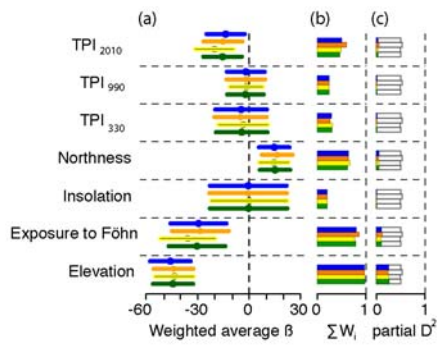 (a) (b) (c)
TPI 2010
TPI 990
TPI 330
Northness
Insolation
Exposure to Föhn
Elevation
-60 -30 0 30 0 1 0 1
Weighted average ß ∑ Wi partial D²